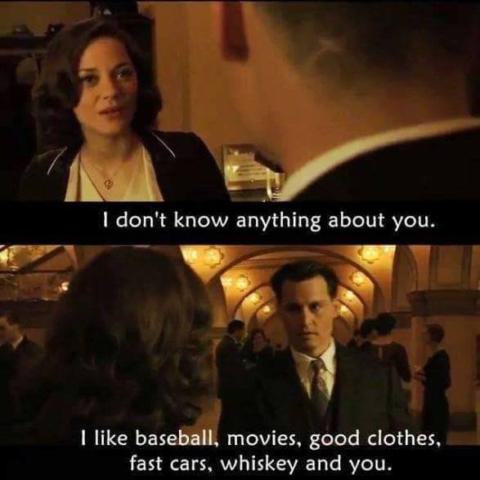 I don't know anything about you.
I like baseball, movies, good clothes,
fast cars, whiskey and you.